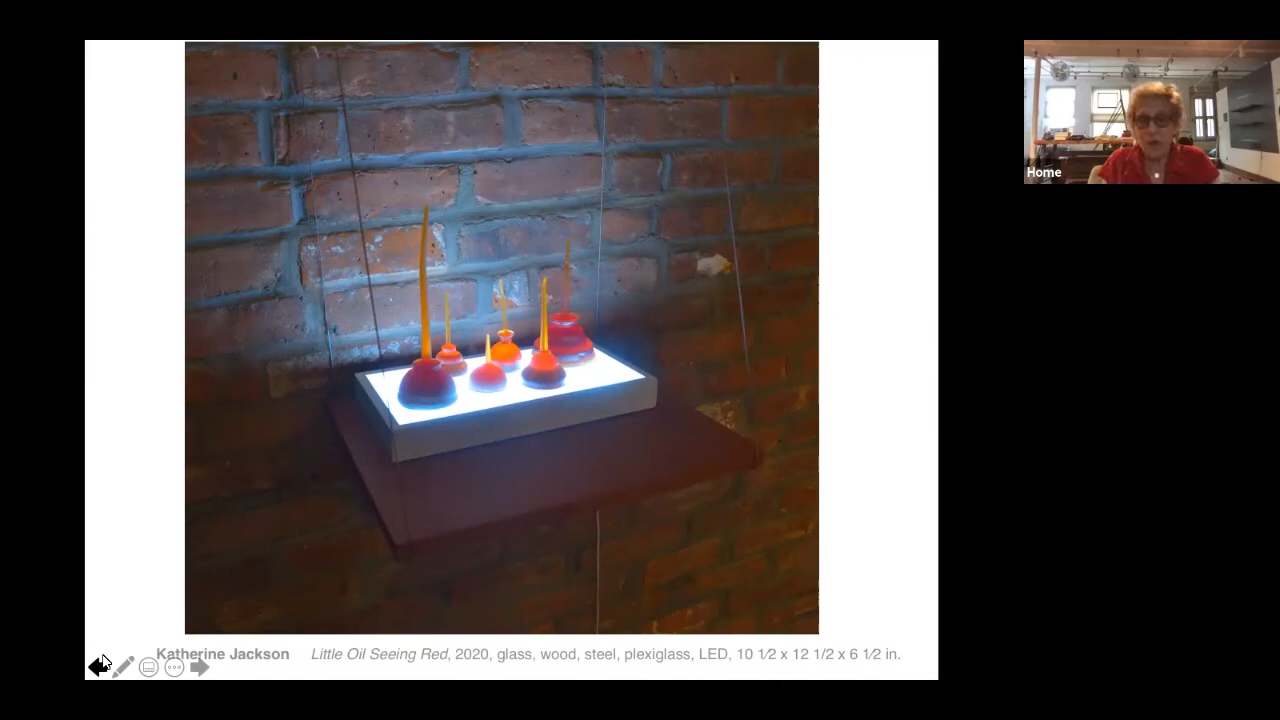 Home
Katherine Jackson Little Oil Seeing Red, 2020, glass, wood, steel, plexiglass, LED, 10 1/2 x 12 1/2 x 6 1/2 in.